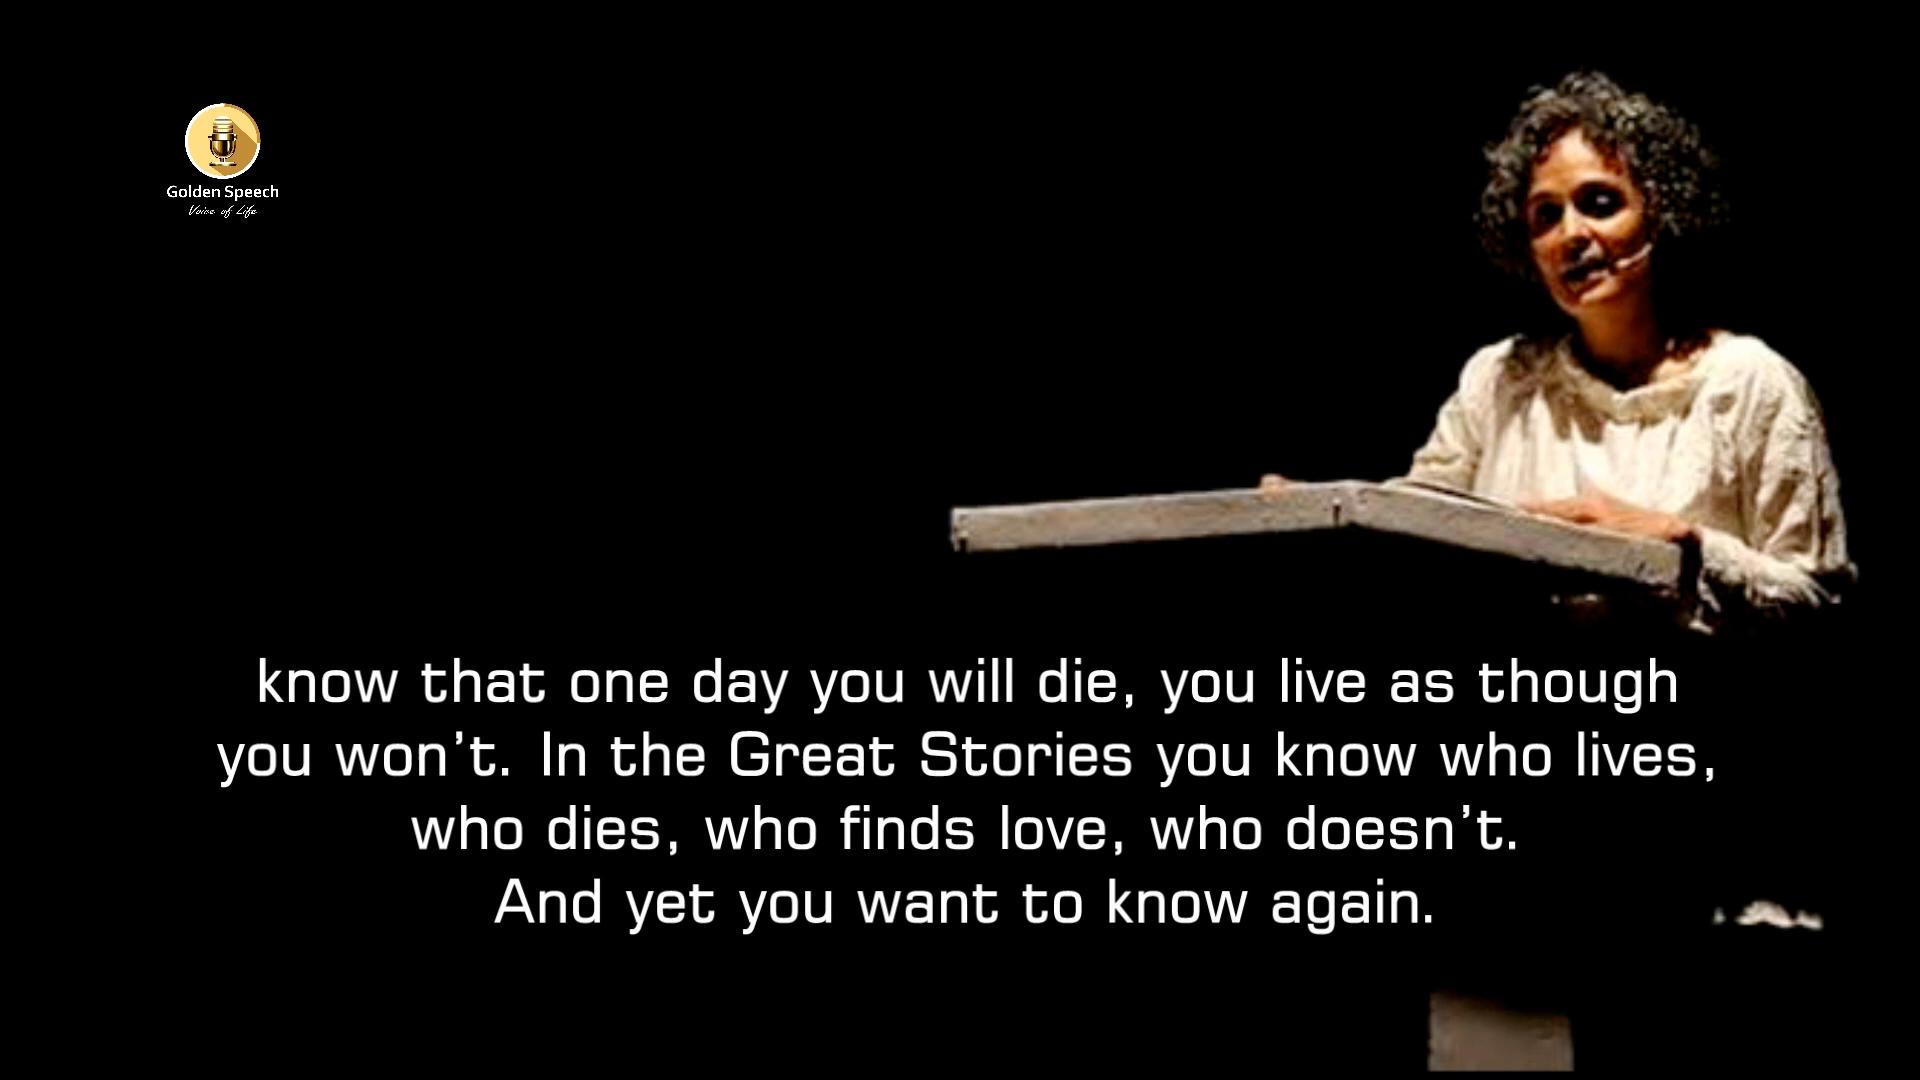 Golden Speech
Voice of Life
know that one day you will die, you live as though
you won’t. In the Great Stories you know who lives,
who dies, who finds love, who doesn’t.
And yet you want to know again.